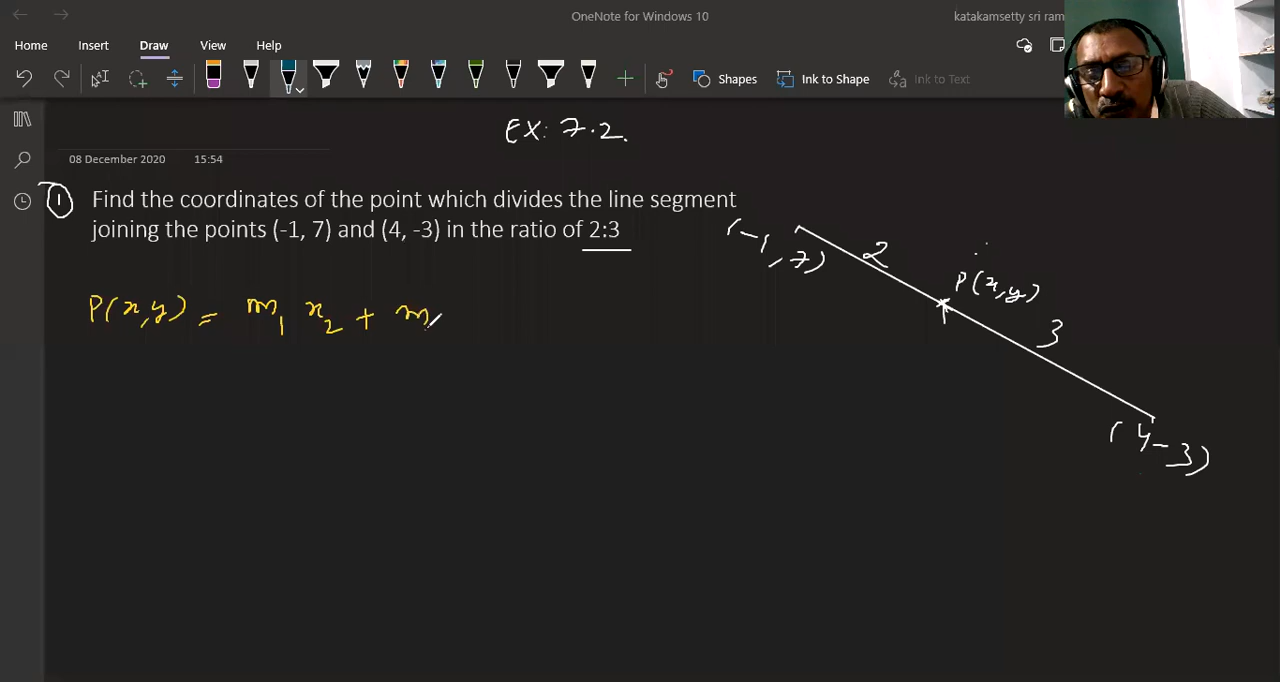 OneNote for Windows 10
katakamsetty sri ram
Home Insert Draw View Help
Shapes Ink to Shape Ink to Text
EX: 7.2.
08 December 2020 15:54
① Find the coordinates of the point which divides the line segment
joining the points (-1, 7) and (4, -3) in the ratio of 2:3
(-1, 7)
2
P(x,y)
3
(4 -3)
P(x,y) = m₁ x₂ + m